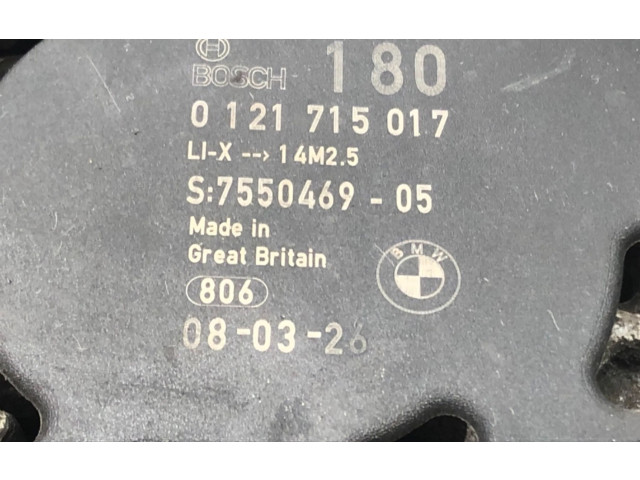 BOSCH 180
0 121 715 017
LI-X --> 14M2.5
S:7550469 - 05
Made in
Great Britain
BMW
806
08-03-26